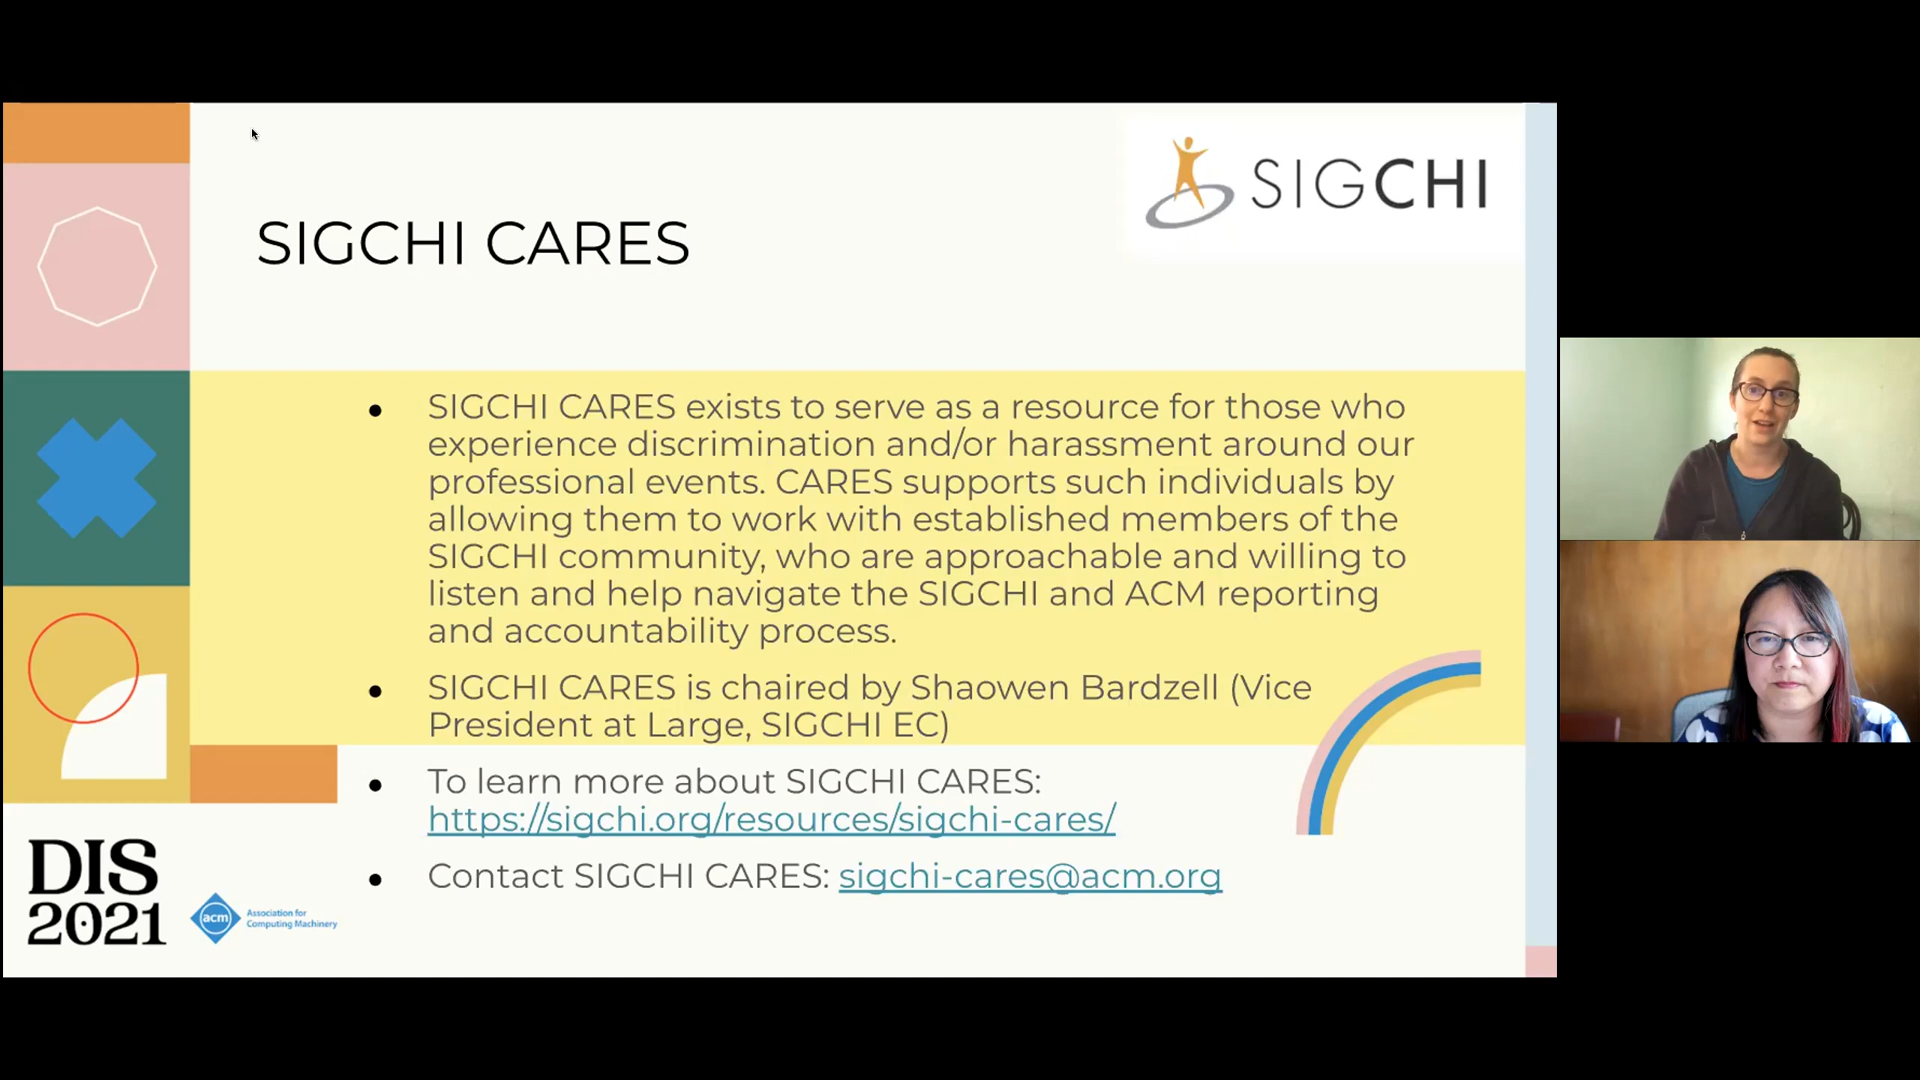 SIGCHI
SIGCHI CARES
● SIGCHI CARES exists to serve as a resource for those who
experience discrimination and/or harassment around our
professional events. CARES supports such individuals by
allowing them to work with established members of the
SIGCHI community, who are approachable and willing to
listen and help navigate the SIGCHI and ACM reporting
and accountability process.
● SIGCHI CARES is chaired by Shaowen Bardzell (Vice
President at Large, SIGCHI EC)
● To learn more about SIGCHI CARES:
https://sigchi.org/resources/sigchi-cares/
● Contact SIGCHI CARES: sigchi-cares@acm.org
DIS
2021
acm
Association for
Computing Machinery